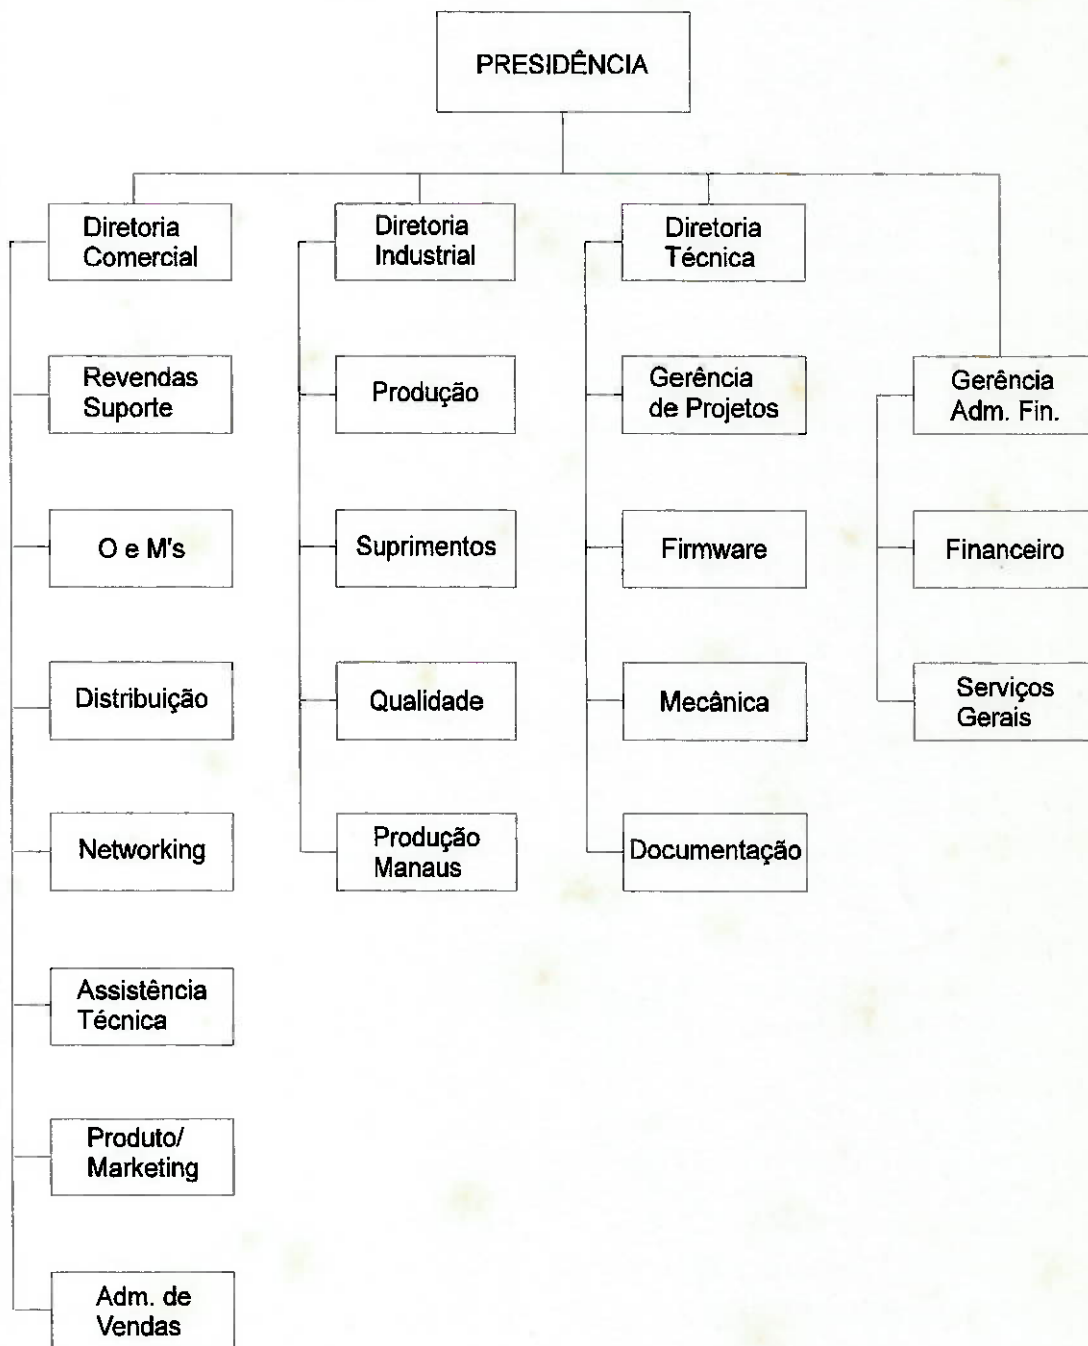 PRESIDÊNCIA
Diretoria
Comercial
Diretoria
Industrial
Diretoria
Técnica
Revendas
Suporte
Produção
Gerência
de Projetos
Gerência
Adm. Fin.
O e M's
Suprimentos
Firmware
Financeiro
Distribuição
Qualidade
Mecânica
Serviços
Gerais
Networking
Produção
Manaus
Documentação
Assistência
Técnica
Produto/
Marketing
Adm. de
Vendas